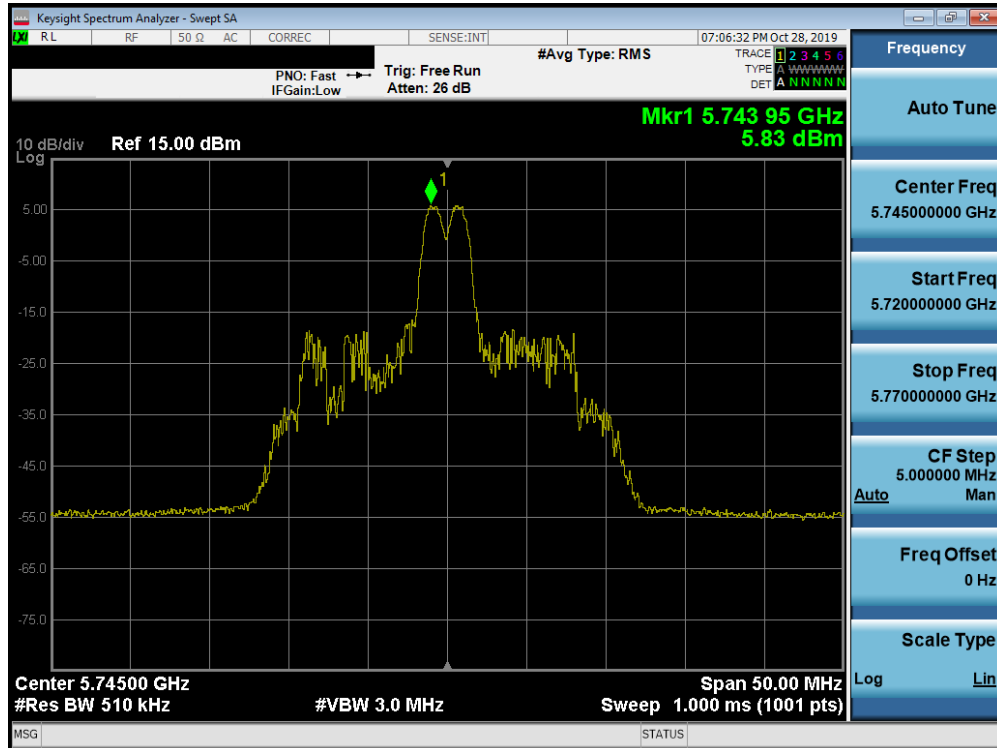 Keysight Spectrum Analyzer - Swept SA
LXI RL RF 50 Ω AC CORREC SENSE:INT 07:06:32 PM Oct 28, 2019
Frequency
#Avg Type: RMS
TRACE 1 2 3 4 5 6
PNO: Fast Trig: Free Run
TYPE A WWWWW
IFGain:Low Atten: 26 dB
DET A N N N N N
Auto Tune
Mkr1 5.743 95 GHz
5.83 dBm
10 dB/div Ref 15.00 dBm
Log
1
5.00
-5.00
-15.0
-25.0
-35.0
-45.0
-55.0
-65.0
-75.0
Center 5.74500 GHz Span 50.00 MHz
#Res BW 510 kHz #VBW 3.0 MHz Sweep 1.000 ms (1001 pts)
Center Freq
5.745000000 GHz
Start Freq
5.720000000 GHz
Stop Freq
5.770000000 GHz
CF Step
5.000000 MHz
Auto Man
Freq Offset
0 Hz
Scale Type
Log Lin
MSG STATUS